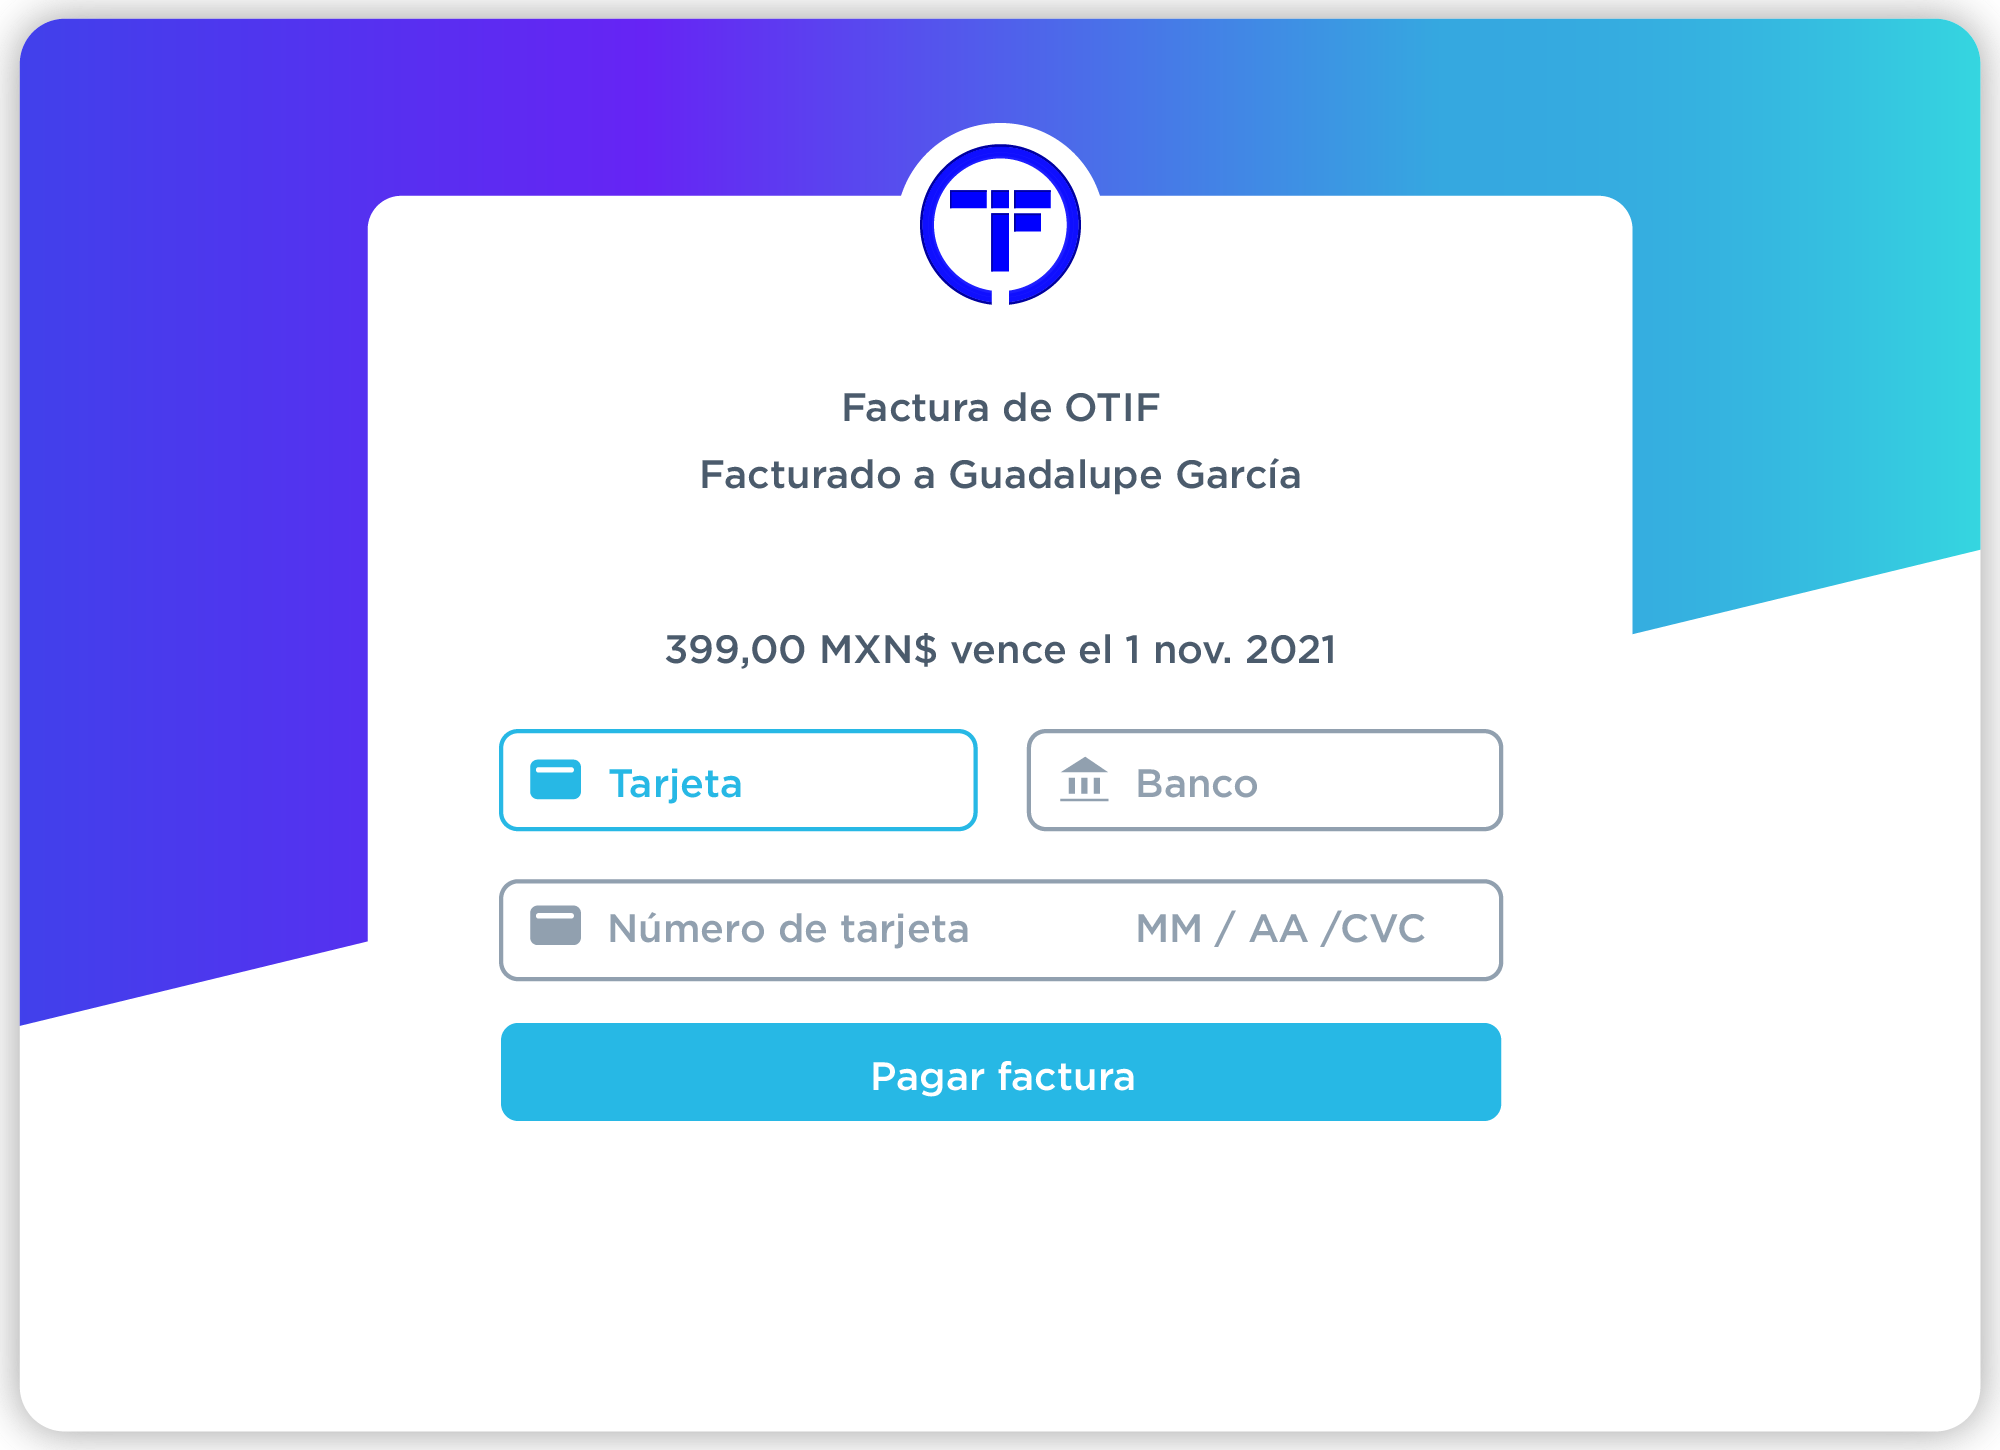 TIF
Factura de OTIF
Facturado a Guadalupe García
399,00 MXN$ vence el 1 nov. 2021
Tarjeta
Banco
Número de tarjeta MM / AA /CVC
Pagar factura